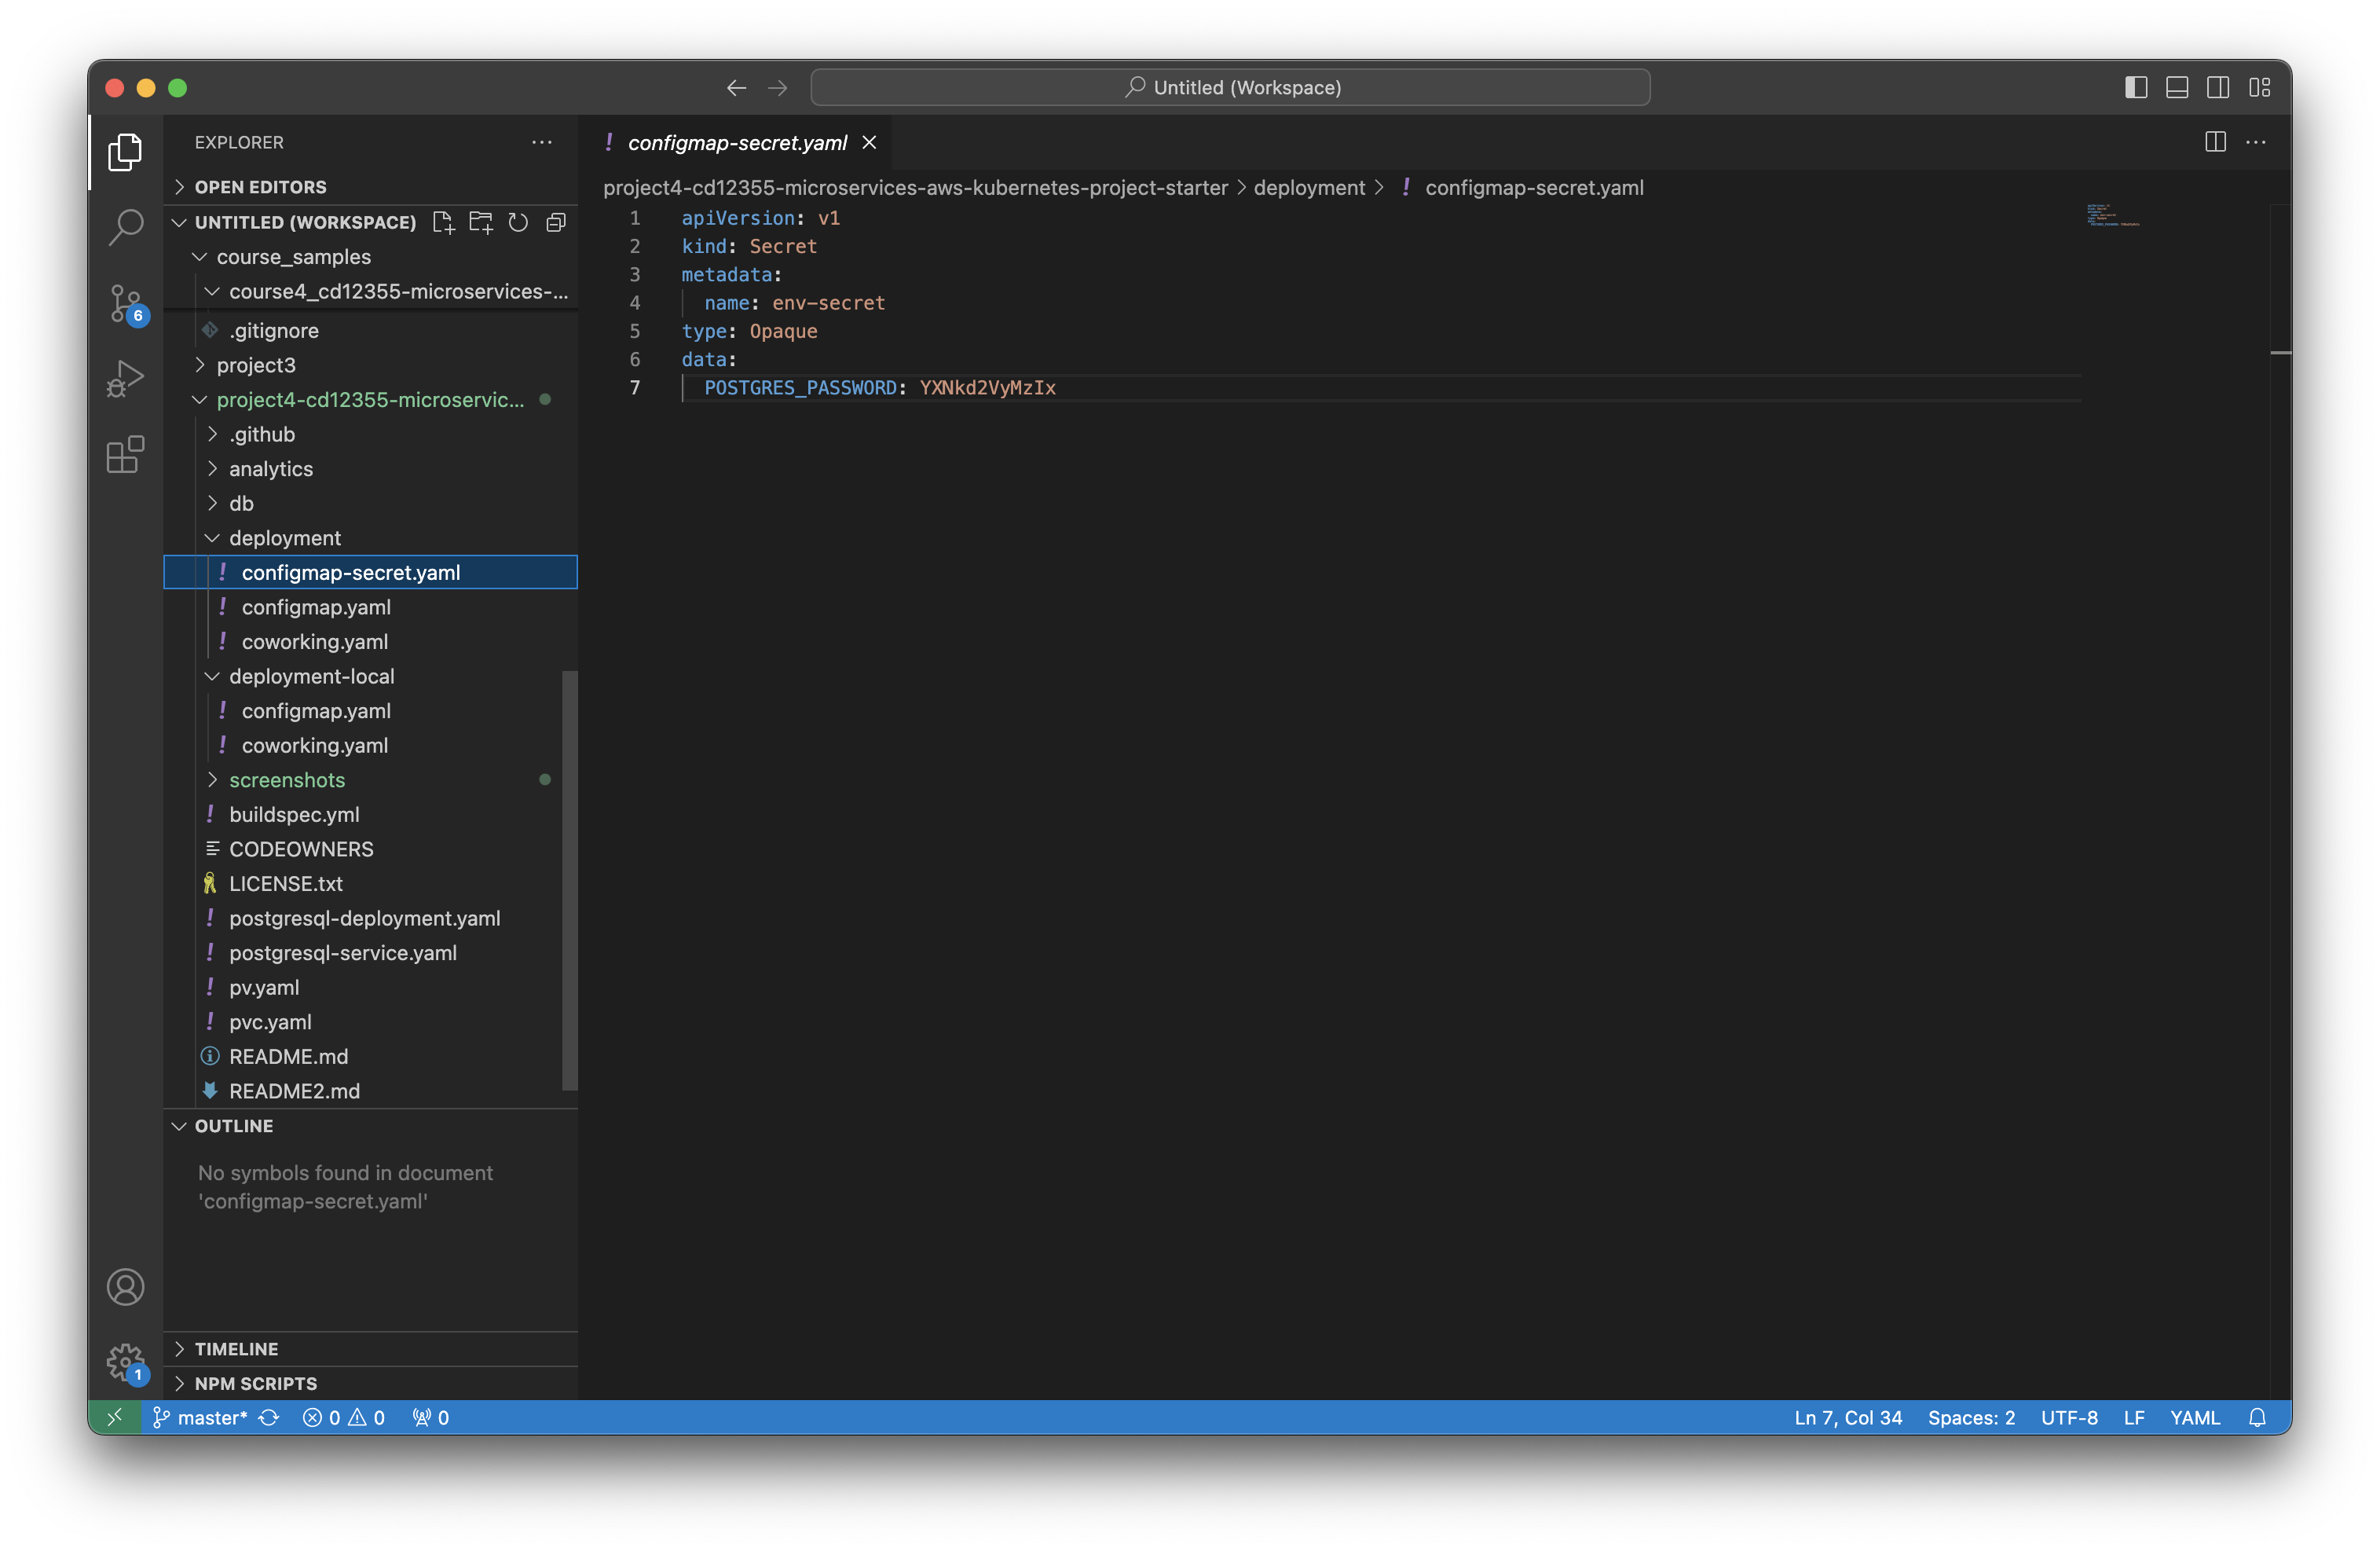 Untitled (Workspace)
EXPLORER
OPEN EDITORS
UNTITLED (WORKSPACE)
course_samples
course4_cd12355-microservices-...
.gitignore
project3
project4-cd12355-microservic...
.github
analytics
db
deployment
configmap-secret.yaml
configmap.yaml
coworking.yaml
deployment-local
configmap.yaml
coworking.yaml
screenshots
buildspec.yml
CODEOWNERS
LICENSE.txt
postgresql-deployment.yaml
postgresql-service.yaml
pv.yaml
pvc.yaml
README.md
README2.md
OUTLINE
No symbols found in document
'configmap-secret.yaml'
TIMELINE
NPM SCRIPTS
6
1
configmap-secret.yaml
project4-cd12355-microservices-aws-kubernetes-project-starter > deployment > ! configmap-secret.yaml
1 apiVersion: v1
2 kind: Secret
3 metadata:
4 name: env-secret
5 type: Opaque
6 data:
7 POSTGRES_PASSWORD: YXNkd2VyMzIx
master* 0 0 0 Ln 7, Col 34 Spaces: 2 UTF-8 LF YAML